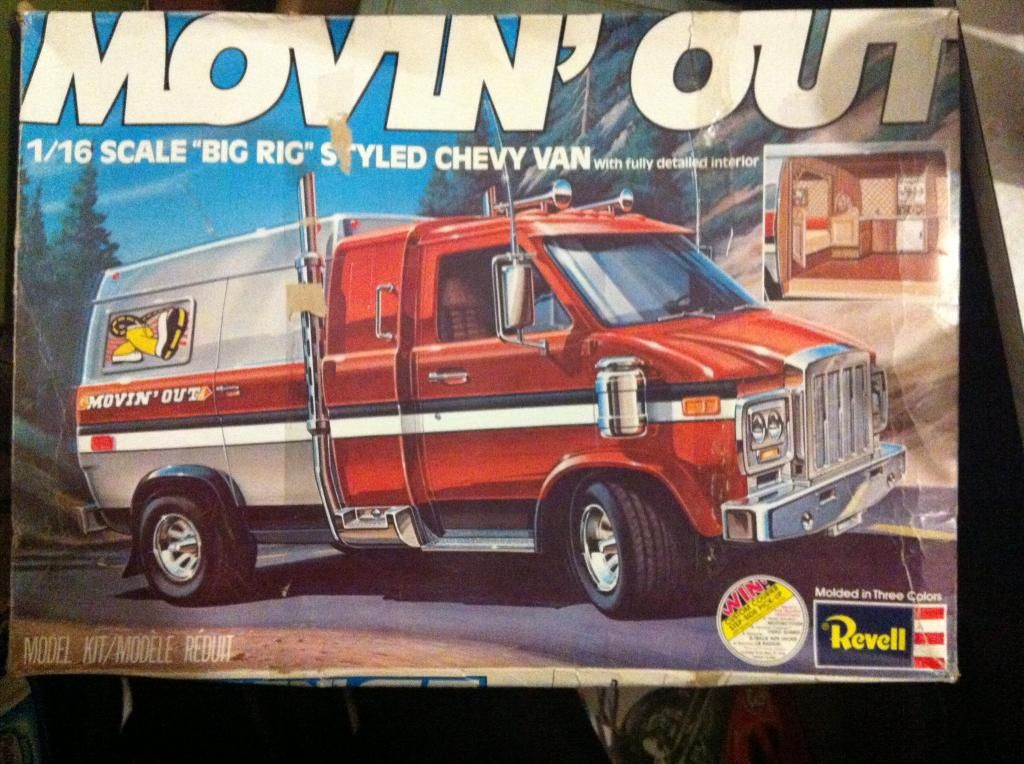 MOVIN' OUT
1/16 SCALE "BIG RIG" STYLED CHEVY VAN with fully detailed interior
MOVIN' OUT
WIN
Molded in Three Colors
Revell
MODEL KIT/MODÈLE RÉDUIT